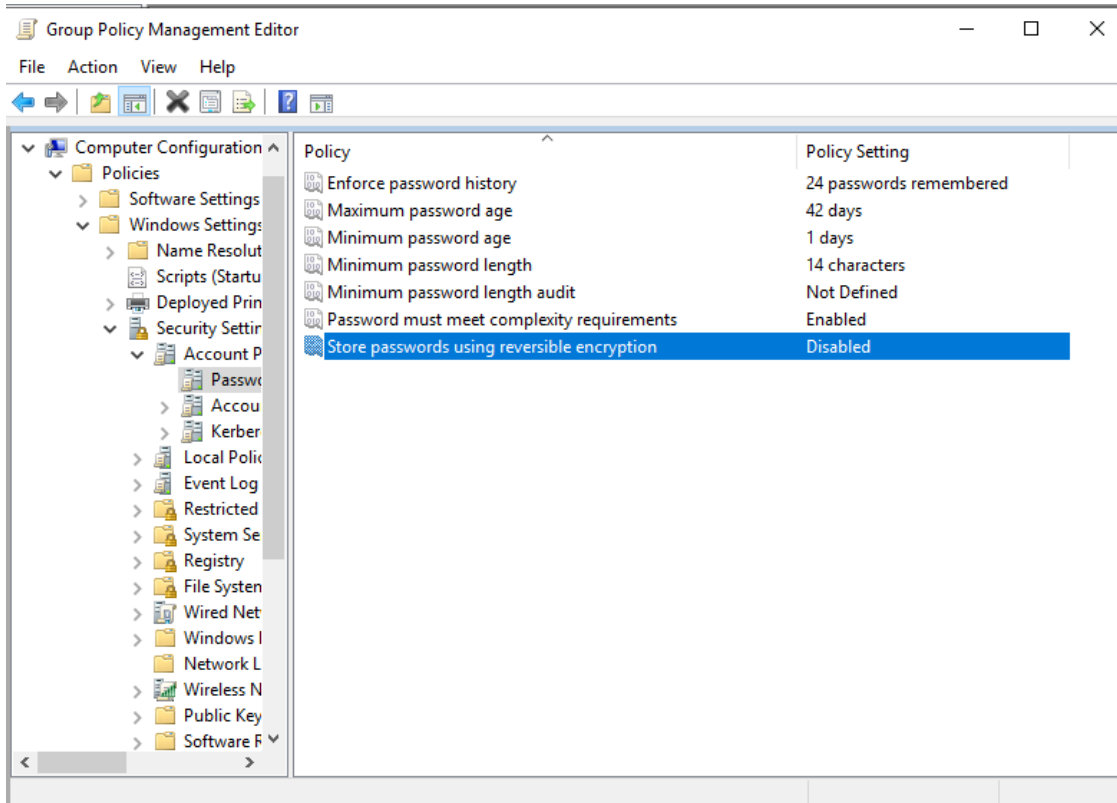 Group Policy Management Editor
File Action View Help
Computer Configuration
Policies
Software Settings
Windows Settings
Name Resolut
Scripts (Startu
Deployed Prin
Security Settin
Account P
Passwo
Accou
Kerber
Local Polic
Event Log
Restricted
System Se
Registry
File System
Wired Net
Windows
Network L
Wireless N
Public Key
Software R
Policy Policy Setting
Enforce password history 24 passwords remembered
Maximum password age 42 days
Minimum password age 1 days
Minimum password length 14 characters
Minimum password length audit Not Defined
Password must meet complexity requirements Enabled
Store passwords using reversible encryption Disabled